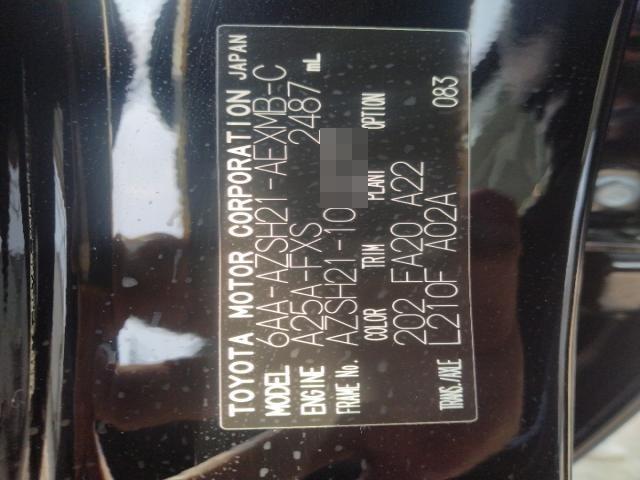 TOYOTA MOTOR CORPORATION JAPAN
MODEL 6AA-AZSH21-AEXMB-C
ENGINE A25A-FXS 2487 mL
FRAME No. AZSH21-10
COLOR TRIM PLANT OPTION
202 FA20 A22
TRANS./AXLE L210F A02A 083